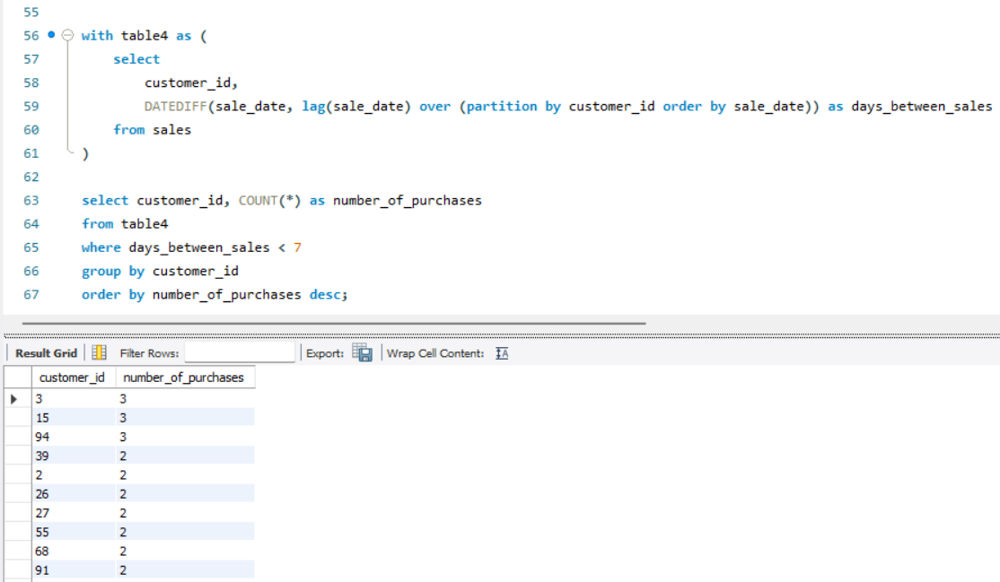 55
56 with table4 as (
57 select
58 customer_id,
59 DATEDIFF(sale_date, lag(sale_date) over (partition by customer_id order by sale_date)) as days_between_sales
60 from sales
61 )
62
63 select customer_id, COUNT(*) as number_of_purchases
64 from table4
65 where days_between_sales < 7
66 group by customer_id
67 order by number_of_purchases desc;
Result Grid Filter Rows: Export: Wrap Cell Content:
customer_id number_of_purchases
3 3
15 3
94 3
39 2
2 2
26 2
27 2
55 2
68 2
91 2